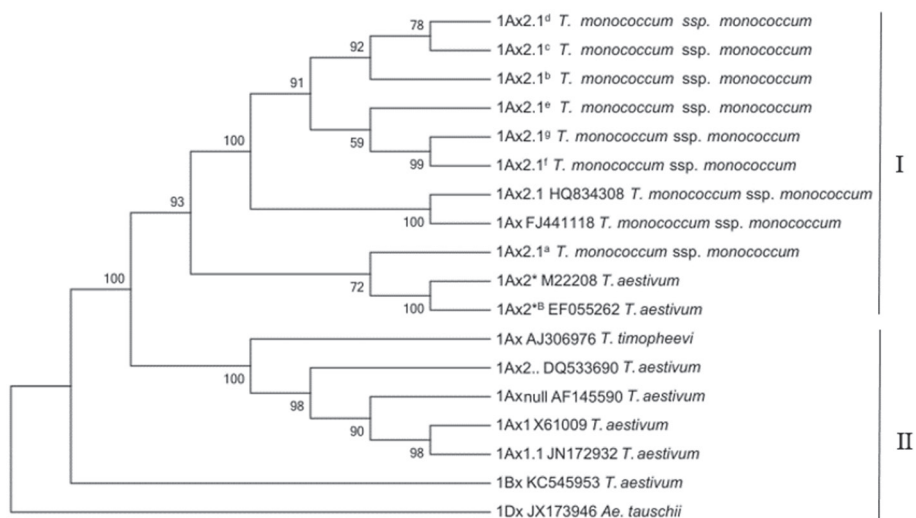 78 1Ax2.1ᵈ T. monococcum ssp. monococcum
92 1Ax2.1ᶜ T. monococcum ssp. monococcum
1Ax2.1ᵇ T. monococcum ssp. monococcum
91
1Ax2.1ᵉ T. monococcum ssp. monococcum
59 1Ax2.1ᵍ T. monococcum ssp. monococcum
100
99 1Ax2.1ᶠ T. monococcum ssp. monococcum
I
1Ax2.1 HQ834308 T. monococcum ssp. monococcum
93
100 1Ax FJ441118 T. monococcum ssp. monococcum
1Ax2.1ᵃ T. monococcum ssp. monococcum
100
72 1Ax2* M22208 T. aestivum
100 1Ax2*ᴮ EF055262 T. aestivum
1Ax AJ306976 T. timopheevi
1Ax2.. DQ533690 T. aestivum
100
98 1Axnull AF145590 T. aestivum
90 1Ax1 X61009 T. aestivum
II
98 1Ax1.1 JN172932 T. aestivum
1Bx KC545953 T. aestivum
1Dx JX173946 Ae. tauschii